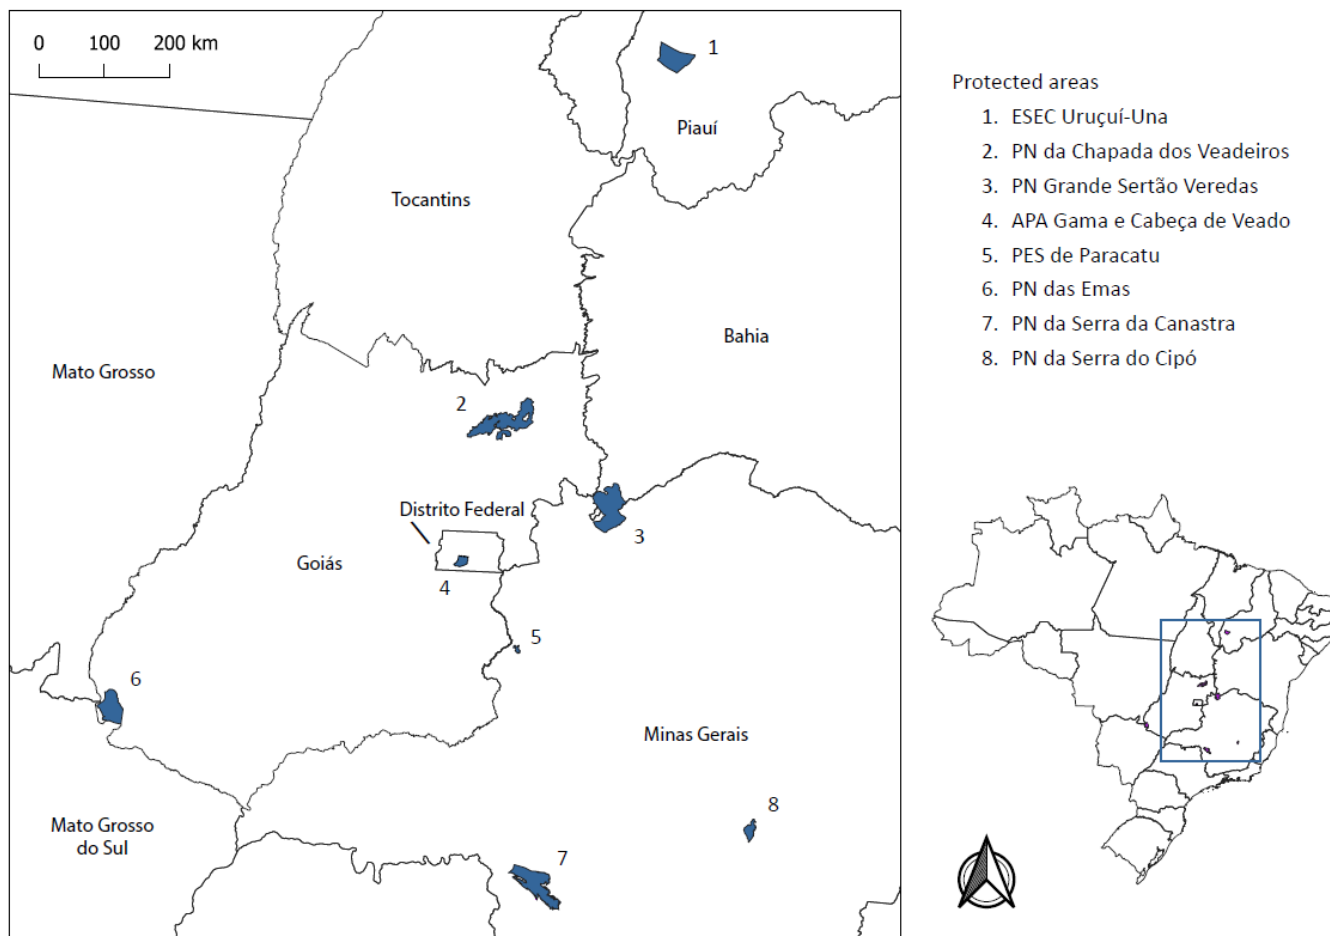 0 100 200 km
1
Piauí
Tocantins
Bahia
Mato Grosso
2
Distrito Federal
3
Goiás
4
5
6
Minas Gerais
8
Mato Grosso
do Sul
7
Protected areas
1. ESEC Uruçuí-Una
2. PN da Chapada dos Veadeiros
3. PN Grande Sertão Veredas
4. APA Gama e Cabeça de Veado
5. PES de Paracatu
6. PN das Emas
7. PN da Serra da Canastra
8. PN da Serra do Cipó